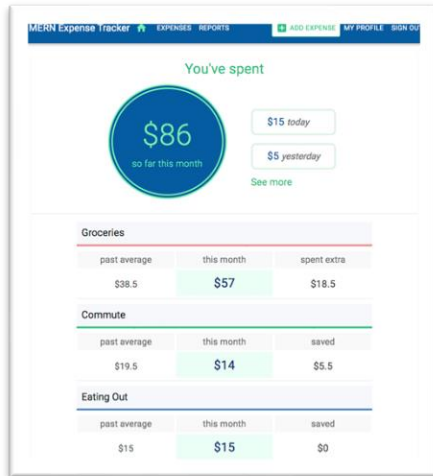 MERN Expense Tracker EXPENSES REPORTS ADD EXPENSE MY PROFILE SIGN OUT
You've spent
$86
so far this month
$15 today
$5 yesterday
See more
Groceries
past average this month spent extra
$38.5 $57 $18.5
Commute
past average this month saved
$19.5 $14 $5.5
Eating Out
past average this month saved
$15 $15 $0